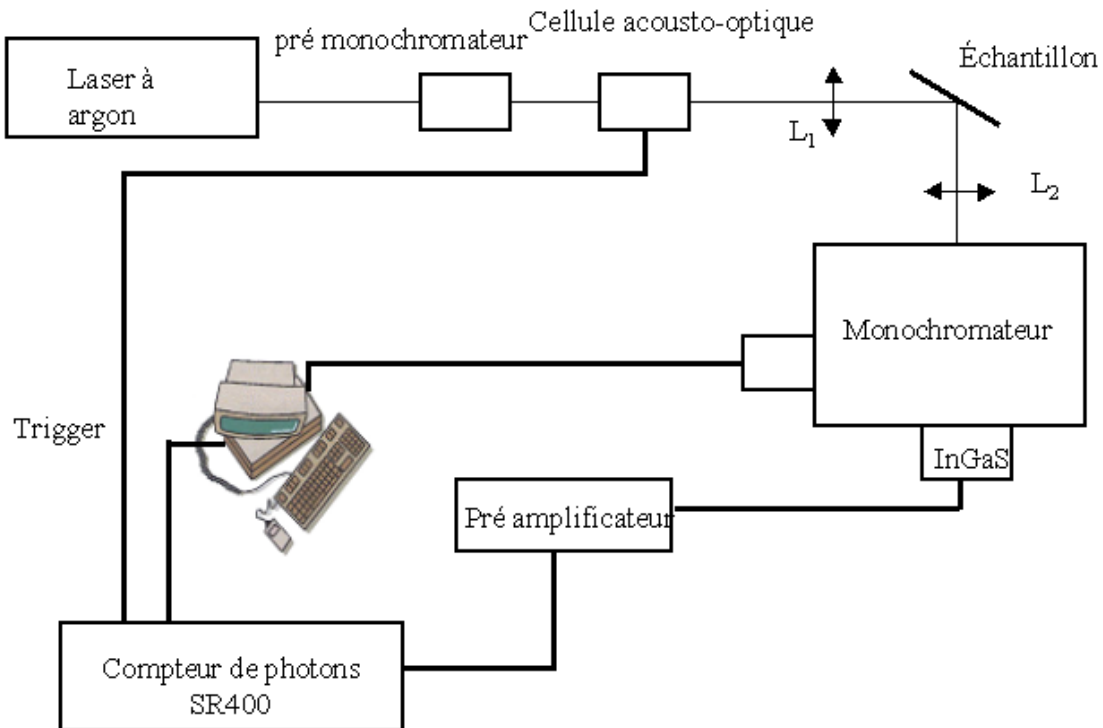 Cellule acousto-optique
pré monochromateur
Échantillon
Laser à
argon
L1
L2
Monochromateur
Trigger
InGaS
Pré amplificateur
Compteur de photons
SR400